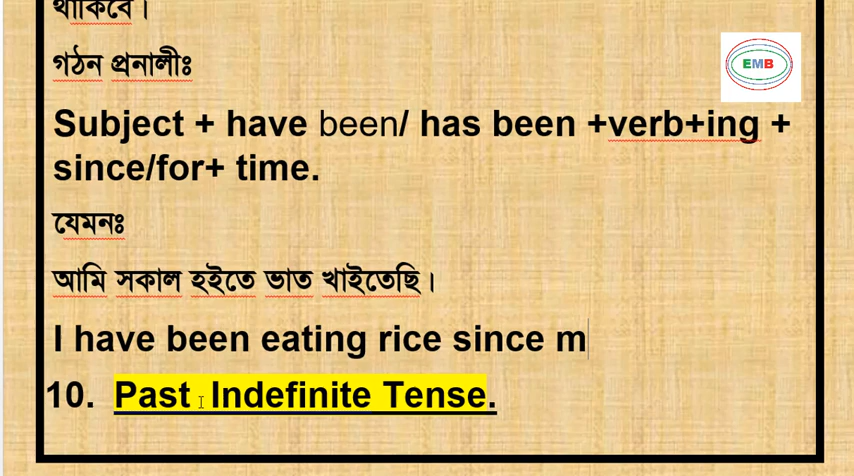 থাকিবে।
গঠন প্রনালীঃ
EMB
Subject + have been/ has been +verb+ing +
since/for+ time.
যেমনঃ
আমি সকাল হইতে ভাত খাইতেছি।
I have been eating rice since m
10. Past Indefinite Tense.